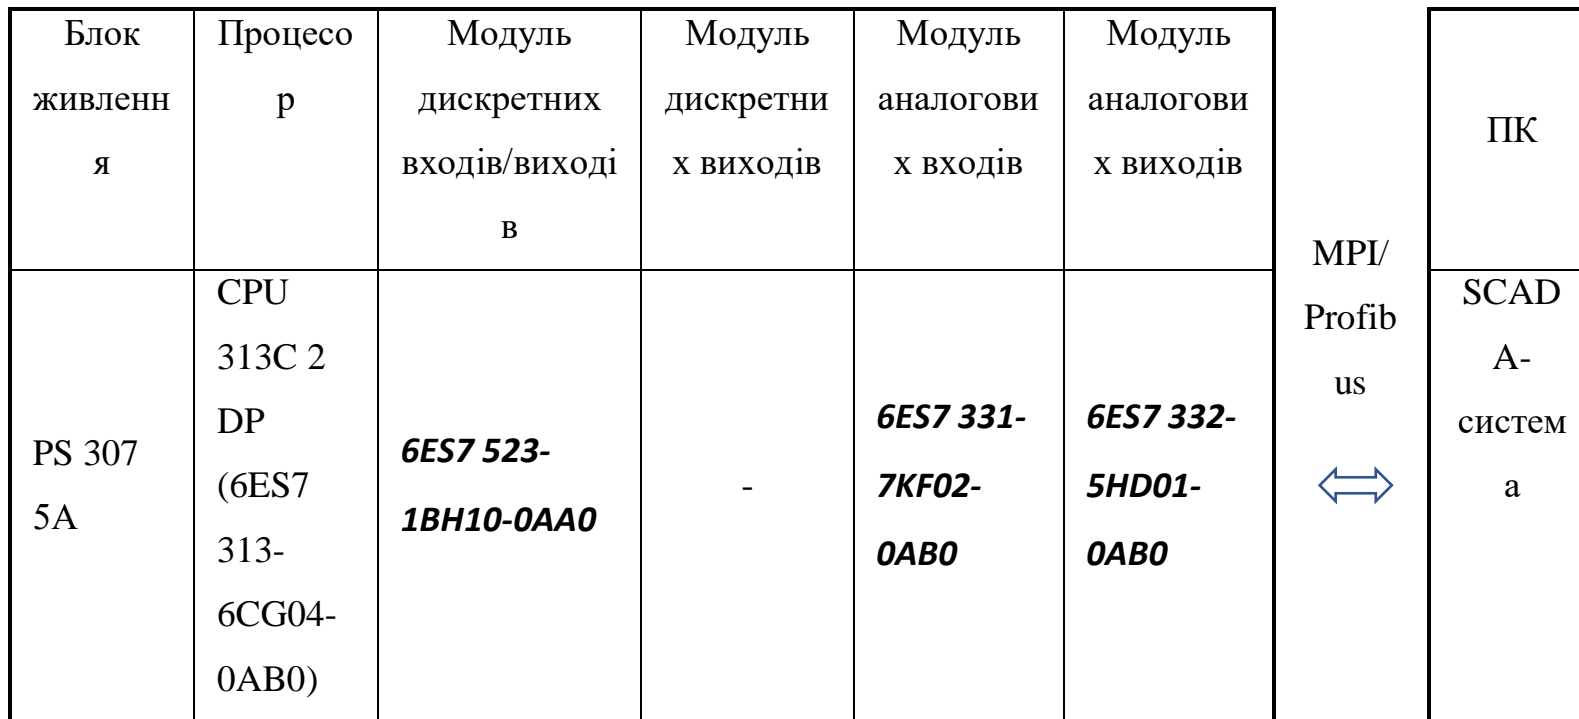 Блок
живленн
я
Процесо
р
Модуль
дискретних
входів/виході
в
Модуль
дискретни
х виходів
Модуль
аналогови
х входів
Модуль
аналогови
х виходів
MPI/
Profib
us
ПК
PS 307
5A
CPU
313C 2
DP
(6ES7
313-
6CG04-
0AB0)
6ES7 523-
1BH10-0AA0
-
6ES7 331-
7KF02-
0AB0
6ES7 332-
5HD01-
0AB0
SCAD
A-
систем
а